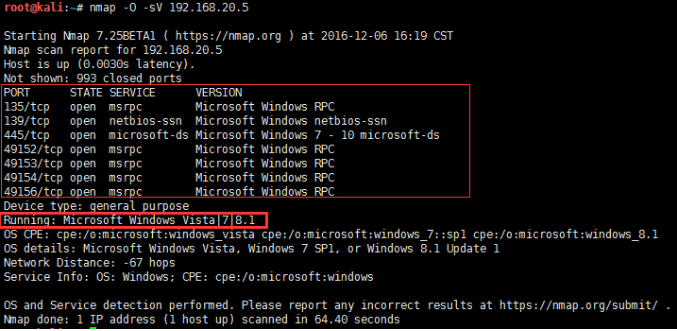 root@kali:~# nmap -O -sV 192.168.20.5
Starting Nmap 7.25BETA1 ( https://nmap.org ) at 2016-12-06 16:19 CST
Nmap scan report for 192.168.20.5
Host is up (0.0030s latency).
Not shown: 993 closed ports
PORT STATE SERVICE VERSION
135/tcp open msrpc Microsoft Windows RPC
139/tcp open netbios-ssn Microsoft Windows netbios-ssn
445/tcp open microsoft-ds Microsoft Windows 7 - 10 microsoft-ds
49152/tcp open msrpc Microsoft Windows RPC
49153/tcp open msrpc Microsoft Windows RPC
49154/tcp open msrpc Microsoft Windows RPC
49156/tcp open msrpc Microsoft Windows RPC
Device type: general purpose
Running: Microsoft Windows Vista|7|8.1
OS CPE: cpe:/o:microsoft:windows_vista cpe:/o:microsoft:windows_7::sp1 cpe:/o:microsoft:windows_8.1
OS details: Microsoft Windows Vista, Windows 7 SP1, or Windows 8.1 Update 1
Network Distance: -67 hops
Service Info: OS: Windows; CPE: cpe:/o:microsoft:windows
OS and Service detection performed. Please report any incorrect results at https://nmap.org/submit/ .
Nmap done: 1 IP address (1 host up) scanned in 64.40 seconds